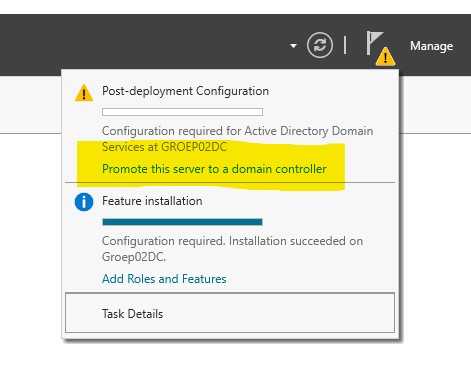 Manage
Post-deployment Configuration
Configuration required for Active Directory Domain
Services at GROEP02DC
Promote this server to a domain controller
Feature installation
Configuration required. Installation succeeded on
Groep02DC.
Add Roles and Features
Task Details